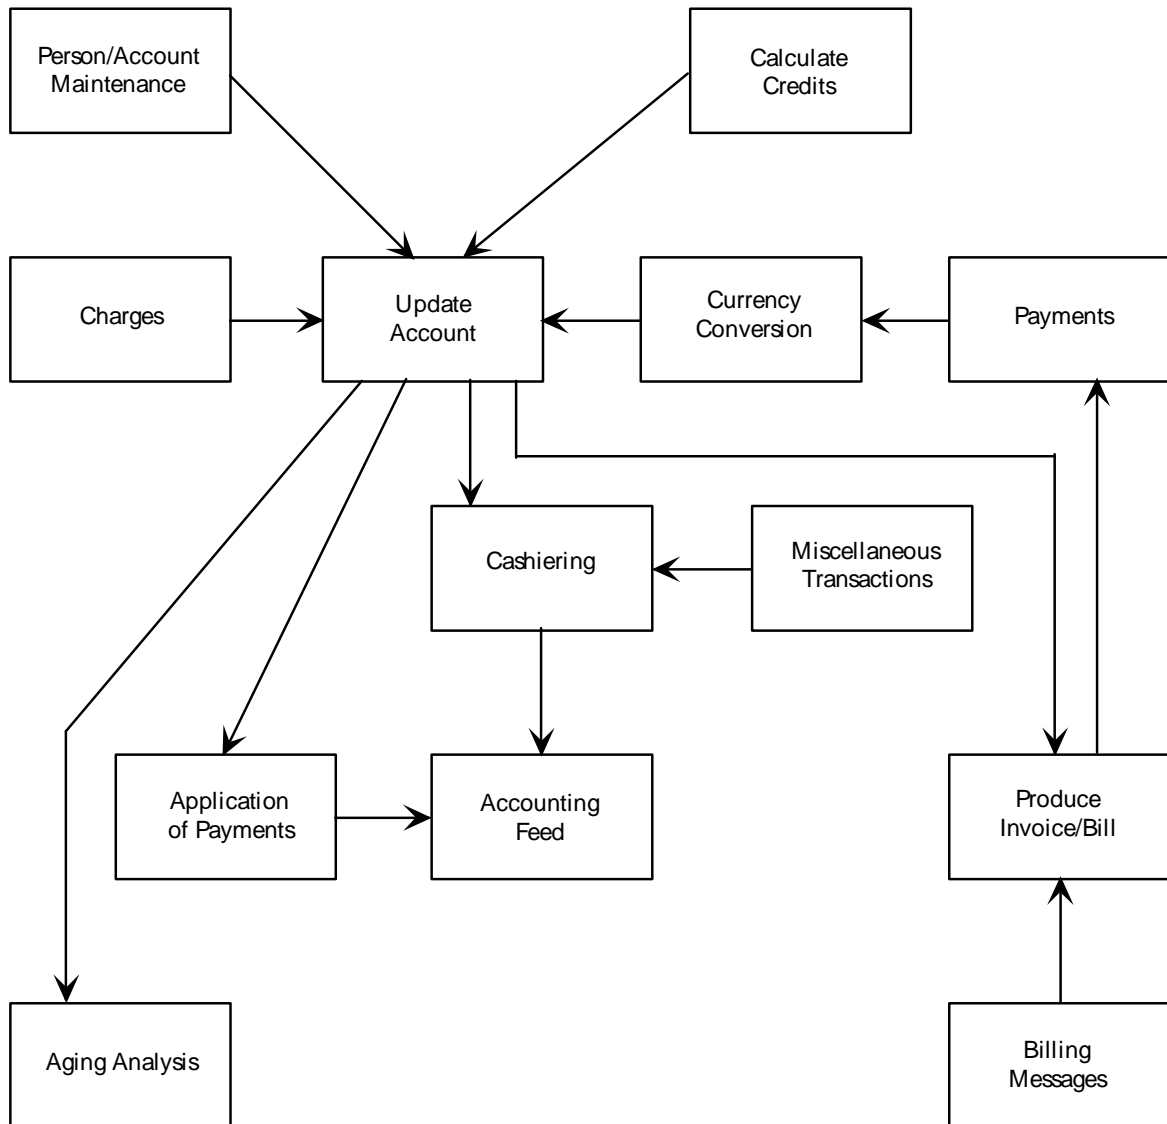 Person/Account
Maintenance
Calculate
Credits
Charges
Update
Account
Currency
Conversion
Payments
Cashiering
Miscellaneous
Transactions
Application
of Payments
Accounting
Feed
Produce
Invoice/Bill
Aging Analysis
Billing
Messages